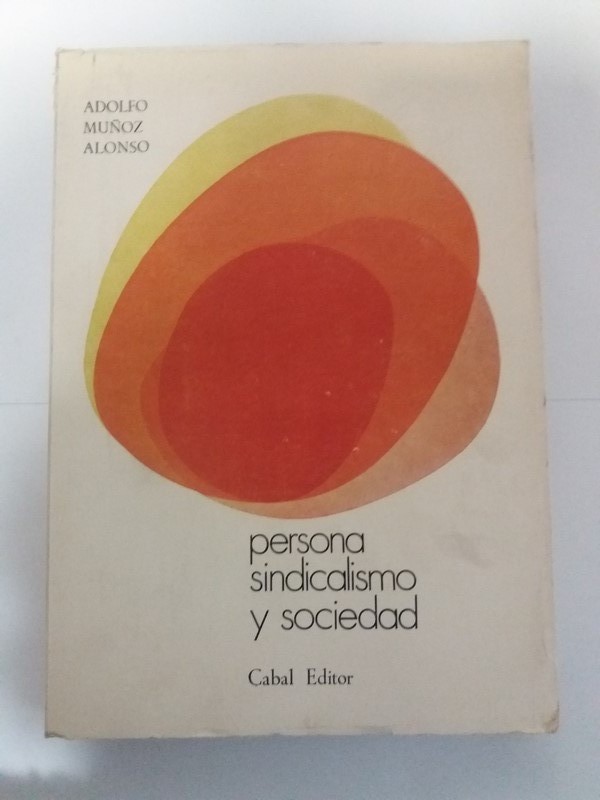 ADOLFO
MUÑOZ
ALONSO
persona
sindicalismo
y sociedad
Cabal Editor